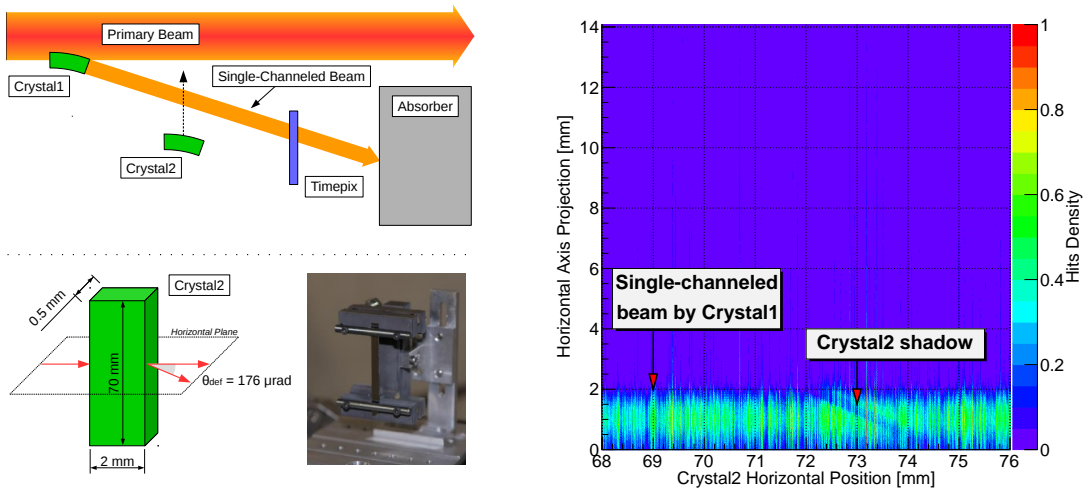 Primary Beam
Crystal1
Single-Channeled Beam
Absorber
Crystal2
Timepix
Crystal2
0.5 mm
Horizontal Plane
70 mm
θdef = 176 μrad
2 mm
Horizontal Axis Projection [mm]
14
12
10
8
6
4
2
0
Single-channeled
beam by Crystal1
Crystal2 shadow
68 69 70 71 72 73 74 75 76
Crystal2 Horizontal Position [mm]
1
0.8
0.6
0.4
0.2
0
Hits Density